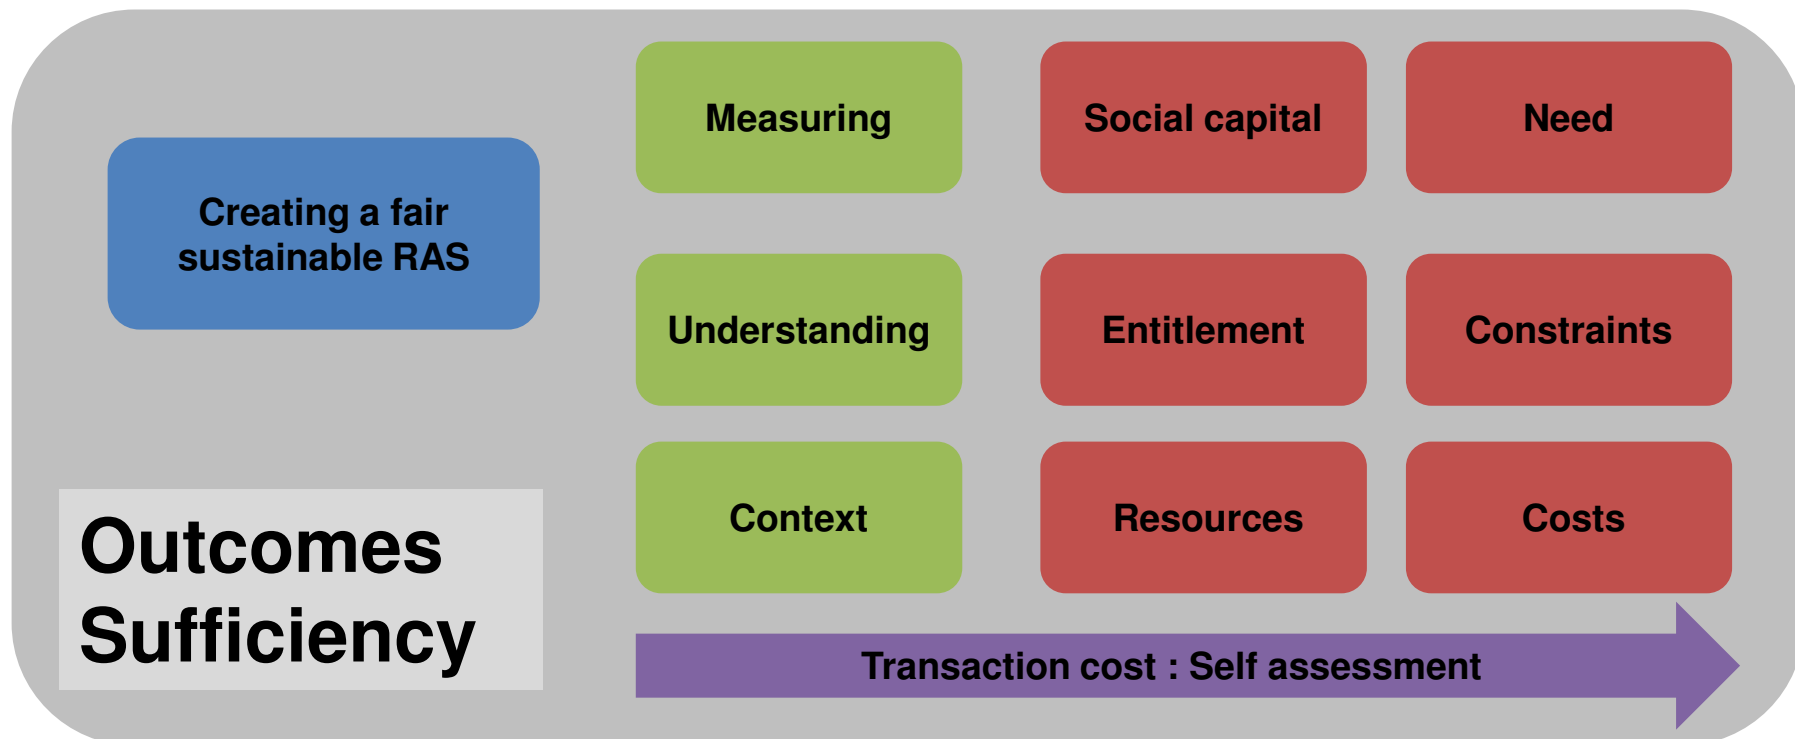 Creating a fair
sustainable RAS
Outcomes
Sufficiency
Measuring
Social capital
Need
Understanding
Entitlement
Constraints
Context
Resources
Costs
Transaction cost : Self assessment